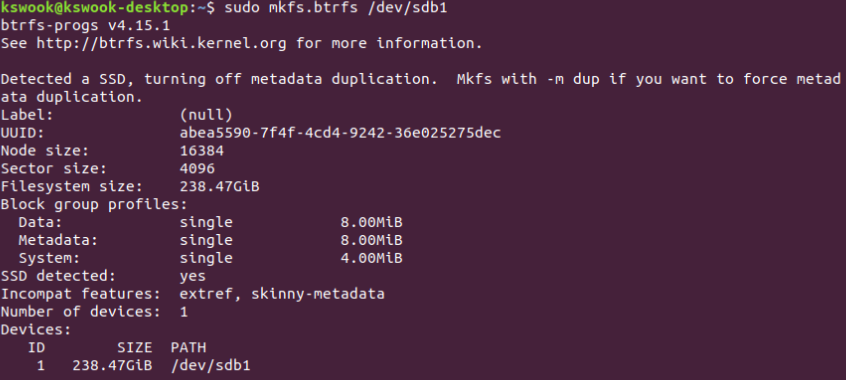 kswook@kswook-desktop:~$ sudo mkfs.btrfs /dev/sdb1
btrfs-progs v4.15.1
See http://btrfs.wiki.kernel.org for more information.

Detected a SSD, turning off metadata duplication.  Mkfs with -m dup if you want to force metad
ata duplication.
Label:              (null)
UUID:               abea5590-7f4f-4cd4-9242-36e025275dec
Node size:          16384
Sector size:        4096
Filesystem size:    238.47GiB
Block group profiles:
  Data:             single            8.00MiB
  Metadata:         single            8.00MiB
  System:           single            4.00MiB
SSD detected:       yes
Incompat features:  extref, skinny-metadata
Number of devices:  1
Devices:
   ID        SIZE  PATH
    1   238.47GiB  /dev/sdb1